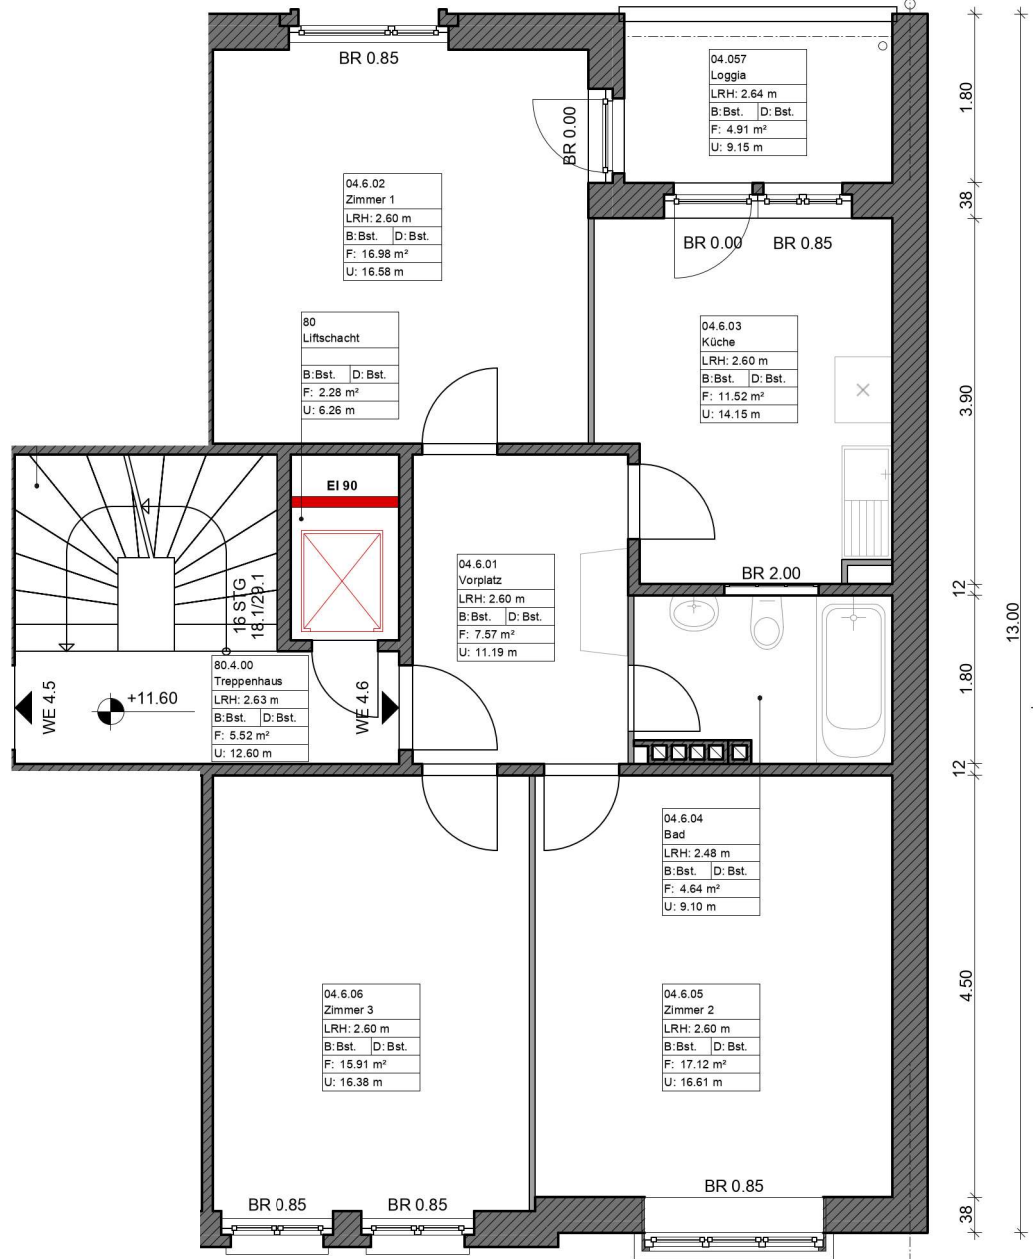 BR 0.85
04.057
Loggia
LRH: 2.64 m
B:Bst. D: Bst.
F: 4.91 m²
U: 9.15 m
1.80
BR 0.00
04.6.02
Zimmer 1
LRH: 2.60 m
B:Bst. D: Bst.
F: 16.98 m²
U: 16.58 m
38
BR 0.00
BR 0.85
80
Liftschacht
B:Bst. D: Bst.
F: 2.28 m²
U: 6.26 m
04.6.03
Küche
LRH: 2.60 m
B:Bst. D: Bst.
F: 11.52 m²
U: 14.15 m
3.90
EI 90
16 STG
18.1/29.1
04.6.01
Vorplatz
LRH: 2.60 m
B:Bst. D: Bst.
F: 7.57 m²
U: 11.19 m
BR 2.00
12
13.00
80.4.00
Treppenhaus
LRH: 2.63 m
B:Bst. D: Bst.
F: 5.52 m²
U: 12.60 m
WE 4.5
+11.60
WE 4.6
1.80
12
04.6.04
Bad
LRH: 2.48 m
B:Bst. D: Bst.
F: 4.64 m²
U: 9.10 m
04.6.06
Zimmer 3
LRH: 2.60 m
B:Bst. D: Bst.
F: 15.91 m²
U: 16.38 m
04.6.05
Zimmer 2
LRH: 2.60 m
B:Bst. D: Bst.
F: 17.12 m²
U: 16.61 m
4.50
BR 0.85
BR 0.85
BR 0.85
38